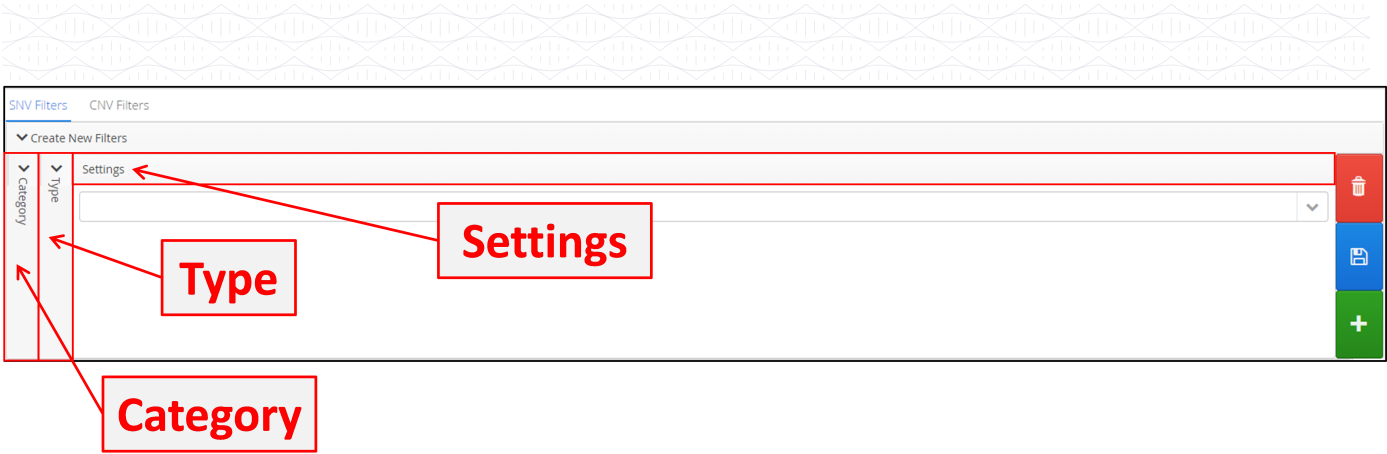 SNV Filters CNV Filters
Create New Filters
Category
Type
Settings
Settings
Type
Category